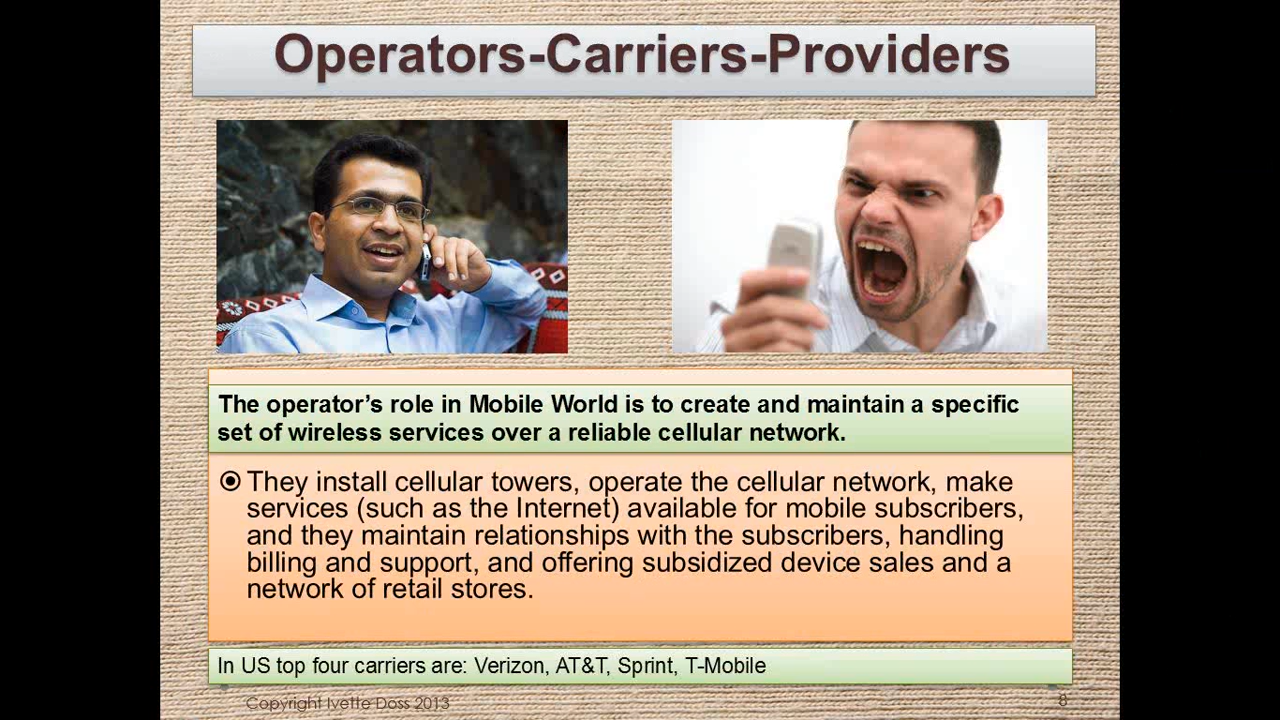 Operators-Carriers-Providers
The operator’s role in Mobile World is to create and maintain a specific
set of wireless services over a reliable cellular network.
They install cellular towers, operate the cellular network, make
services (such as the Internet) available for mobile subscribers,
and they maintain relationships with the subscribers, handling
billing and support, and offering subsidized device sales and a
network of retail stores.
In US top four carriers are: Verizon, AT&T, Sprint, T-Mobile
Copyright Ivette Doss 2013
8